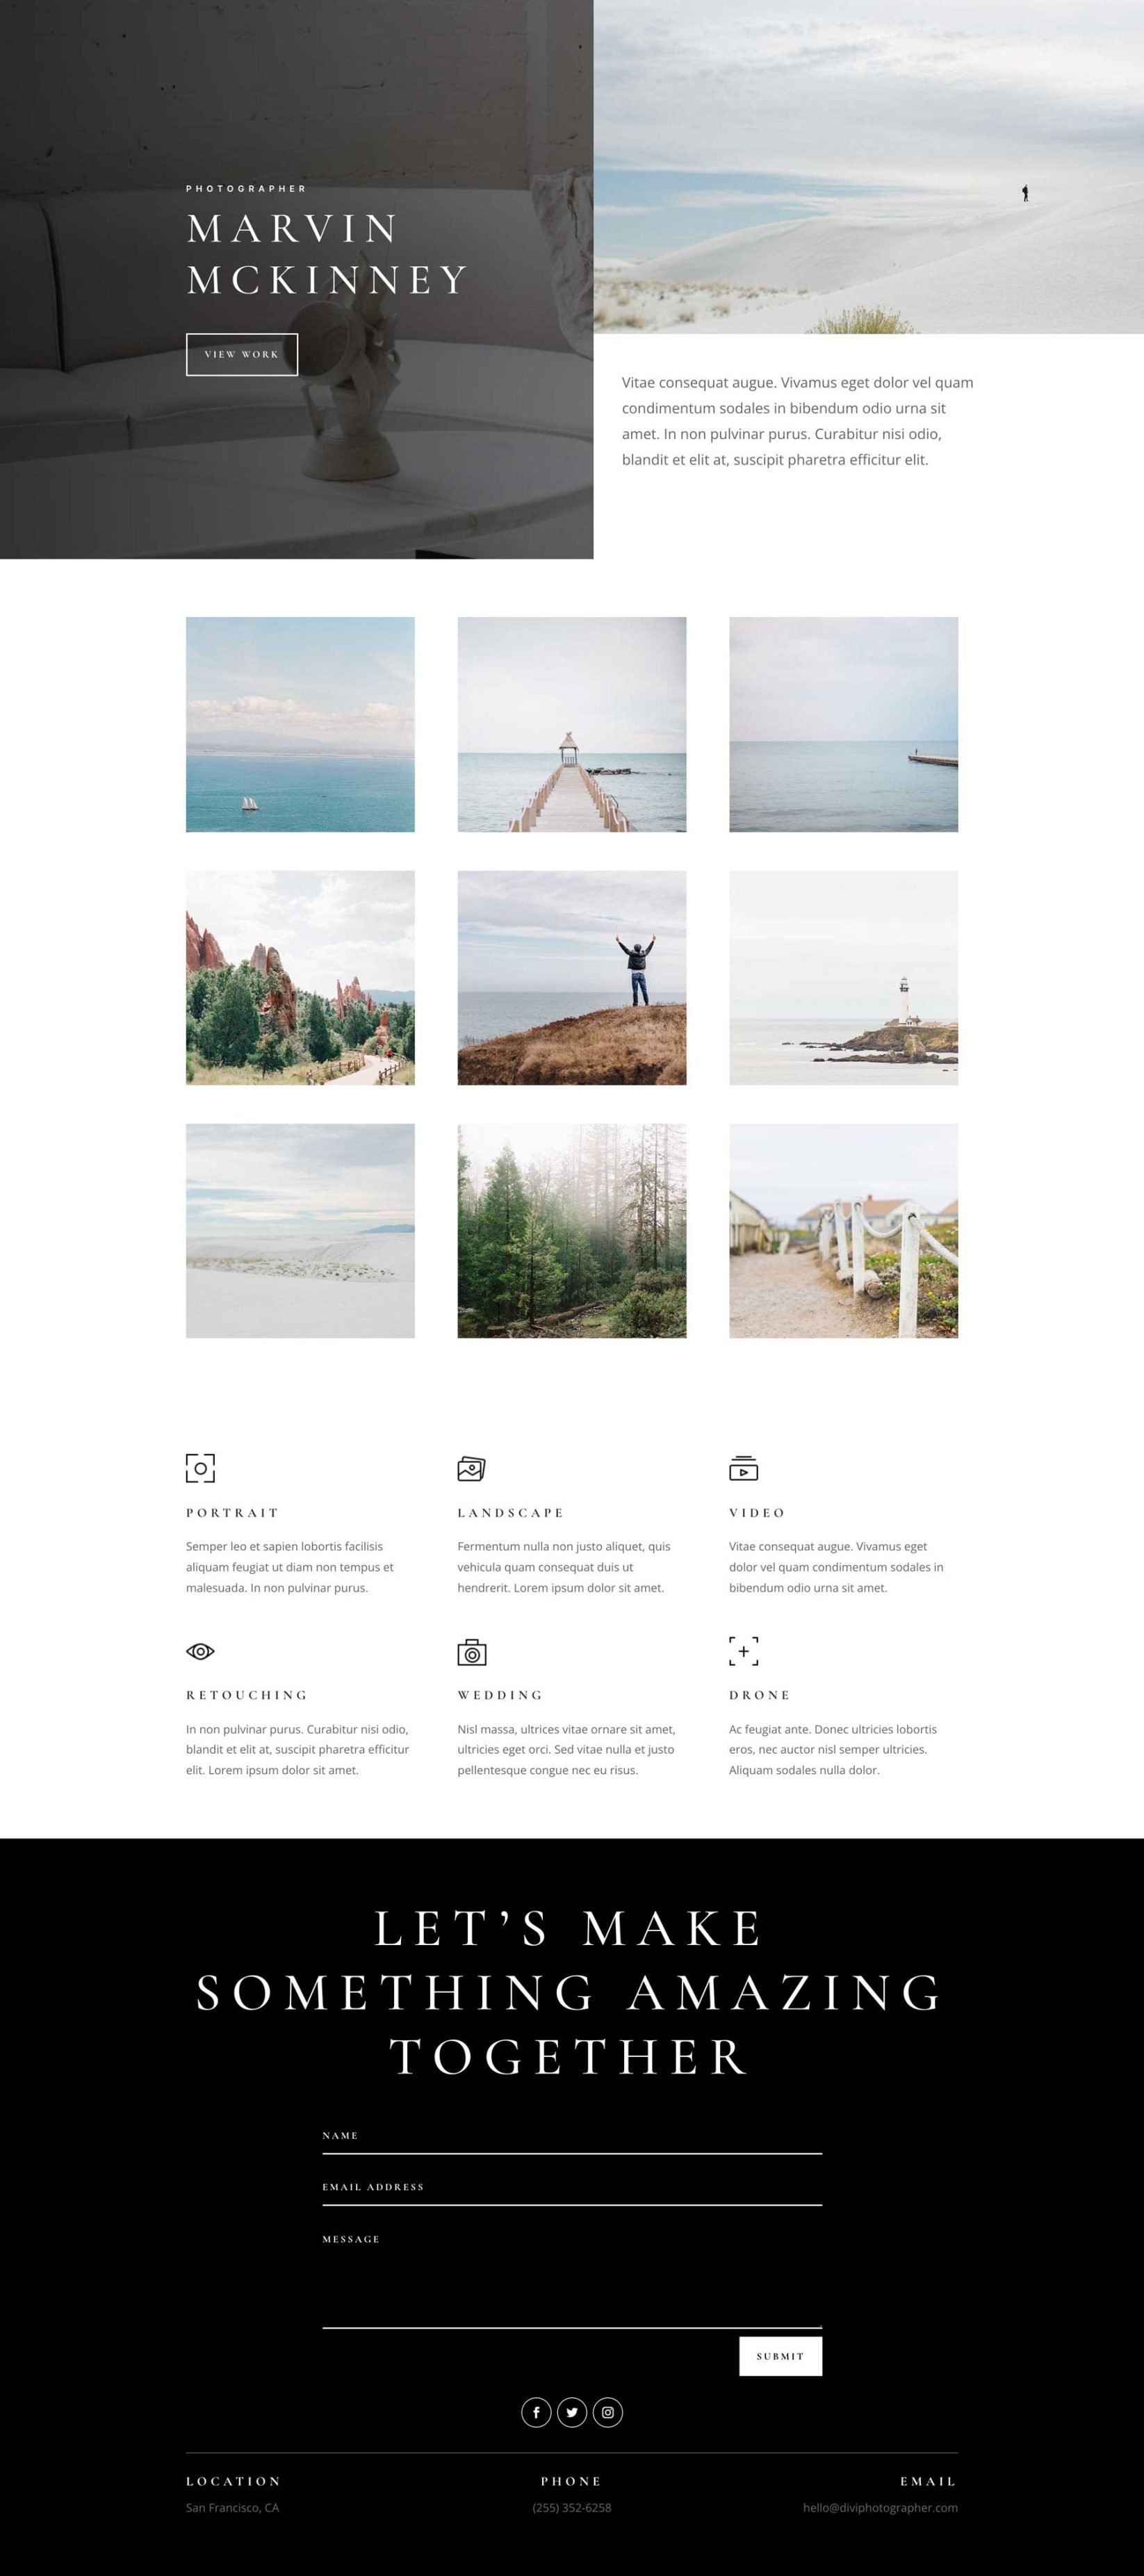 PHOTOGRAPHER
MARVIN
MCKINNEY
VIEW WORK
Vitae consequat augue. Vivamus eget dolor vel quam
condimentum sodales in bibendum odio urna sit
amet. In non pulvinar purus. Curabitur nisi odio,
blandit et elit at, suscipit pharetra efficitur elit.
PORTRAIT
Semper leo et sapien lobortis facilisis
aliquam feugiat ut diam non tempus et
malesuada. In non pulvinar purus.
LANDSCAPE
Fermentum nulla non justo aliquet, quis
vehicula quam consequat duis ut
hendrerit. Lorem ipsum dolor sit amet.
VIDEO
Vitae consequat augue. Vivamus eget
dolor vel quam condimentum sodales in
bibendum odio urna sit amet.
RETOUCHING
In non pulvinar purus. Curabitur nisi odio,
blandit et elit at, suscipit pharetra efficitur
elit. Lorem ipsum dolor sit amet.
WEDDING
Nisl massa, ultrices vitae ornare sit amet,
ultricies eget orci. Sed vitae nulla et justo
pellentesque congue nec eu risus.
DRONE
Ac feugiat ante. Donec ultricies lobortis
eros, nec auctor nisl semper ultricies.
Aliquam sodales nulla dolor.
LET’S MAKE
SOMETHING AMAZING
TOGETHER
NAME
EMAIL ADDRESS
MESSAGE
SUBMIT
LOCATION
San Francisco, CA
PHONE
(255) 352-6258
EMAIL
hello@diviphotographer.com